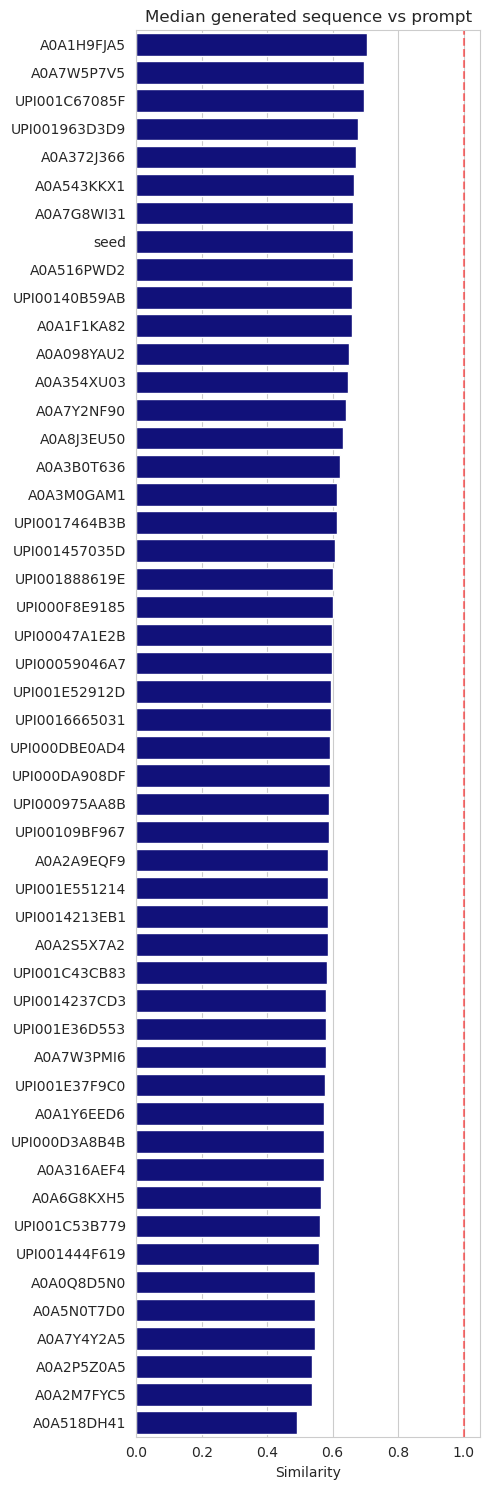 Median generated sequence vs prompt
A0A1H9FJA5
A0A7W5P7V5
UPI001C67085F
UPI001963D3D9
A0A372J366
A0A543KKX1
A0A7G8WI31
seed
A0A516PWD2
UPI00140B59AB
A0A1F1KA82
A0A098YAU2
A0A354XU03
A0A7Y2NF90
A0A8J3EU50
A0A3B0T636
A0A3M0GAM1
UPI0017464B3B
UPI001457035D
UPI001888619E
UPI000F8E9185
UPI00047A1E2B
UPI00059046A7
UPI001E52912D
UPI0016665031
UPI000DBE0AD4
UPI000DA908DF
UPI000975AA8B
UPI00109BF967
A0A2A9EQF9
UPI001E551214
UPI0014213EB1
A0A2S5X7A2
UPI001C43CB83
UPI0014237CD3
UPI001E36D553
A0A7W3PMI6
UPI001E37F9C0
A0A1Y6EED6
UPI000D3A8B4B
A0A316AEF4
A0A6G8KXH5
UPI001C53B779
UPI001444F619
A0A0Q8D5N0
A0A5N0T7D0
A0A7Y4Y2A5
A0A2P5Z0A5
A0A2M7FYC5
A0A518DH41
0.0 0.2 0.4 0.6 0.8 1.0
Similarity